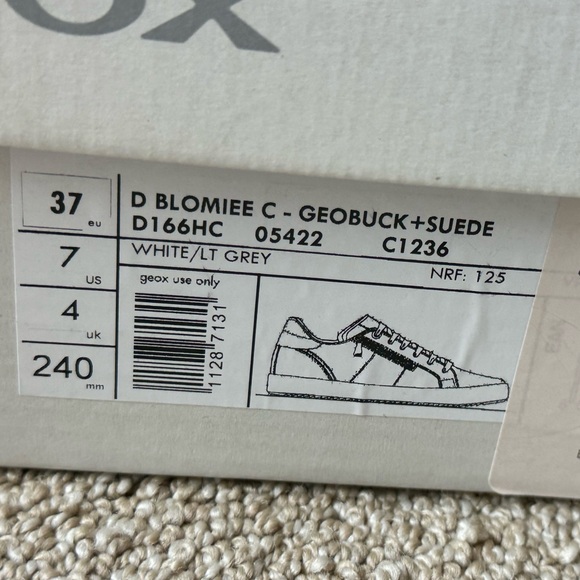 OX
37 eu
7 US
4 uk
240 mm
D BLOMIEE C - GEOBUCK+SUEDE
D166HC 05422 C1236
WHITE/LT GREY
NRF: 125
geox use only
1128 7131